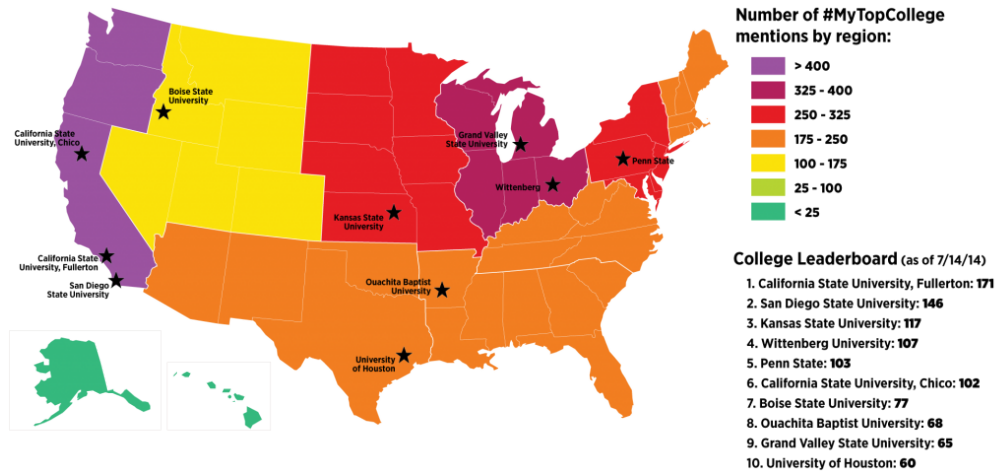 Number of #MyTopCollege
mentions by region:
> 400
325 - 400
250 - 325
175 - 250
100 - 175
25 - 100
< 25
Boise State
University
California State
University, Chico
Grand Valley
State University
Penn State
Wittenberg
Kansas State
University
California State
University, Fullerton
San Diego
State University
Ouachita Baptist
University
University
of Houston
College Leaderboard (as of 7/14/14)
1. California State University, Fullerton: 171
2. San Diego State University: 146
3. Kansas State University: 117
4. Wittenberg University: 107
5. Penn State: 103
6. California State University, Chico: 102
7. Boise State University: 77
8. Ouachita Baptist University: 68
9. Grand Valley State University: 65
10. University of Houston: 60